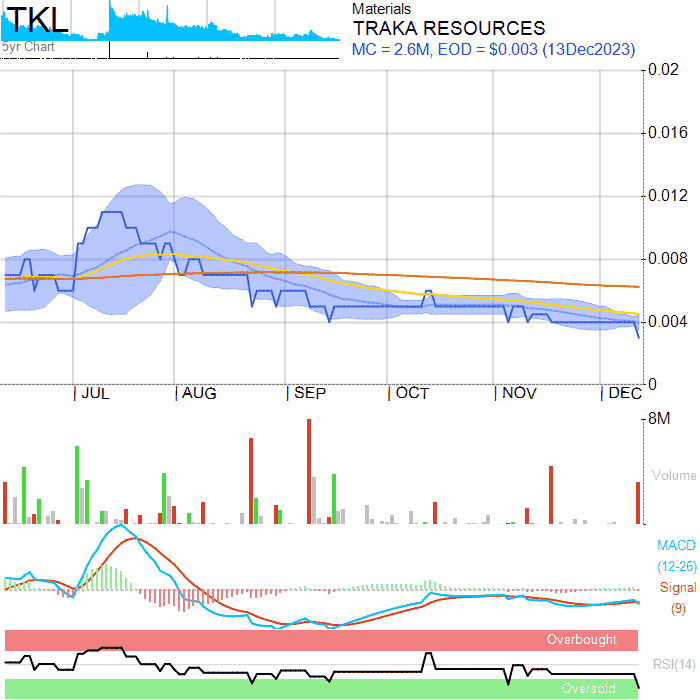 TKL
5yr Chart
Materials
TRAKA RESOURCES
MC = 2.6M, EOD = $0.003 (13Dec2023)
0.02
0.016
0.012
0.008
0.004
0
JUL AUG SEP OCT NOV DEC
8M
Volume
MACD
(12-26)
Signal
(9)
Overbought
RSI(14)
Oversold